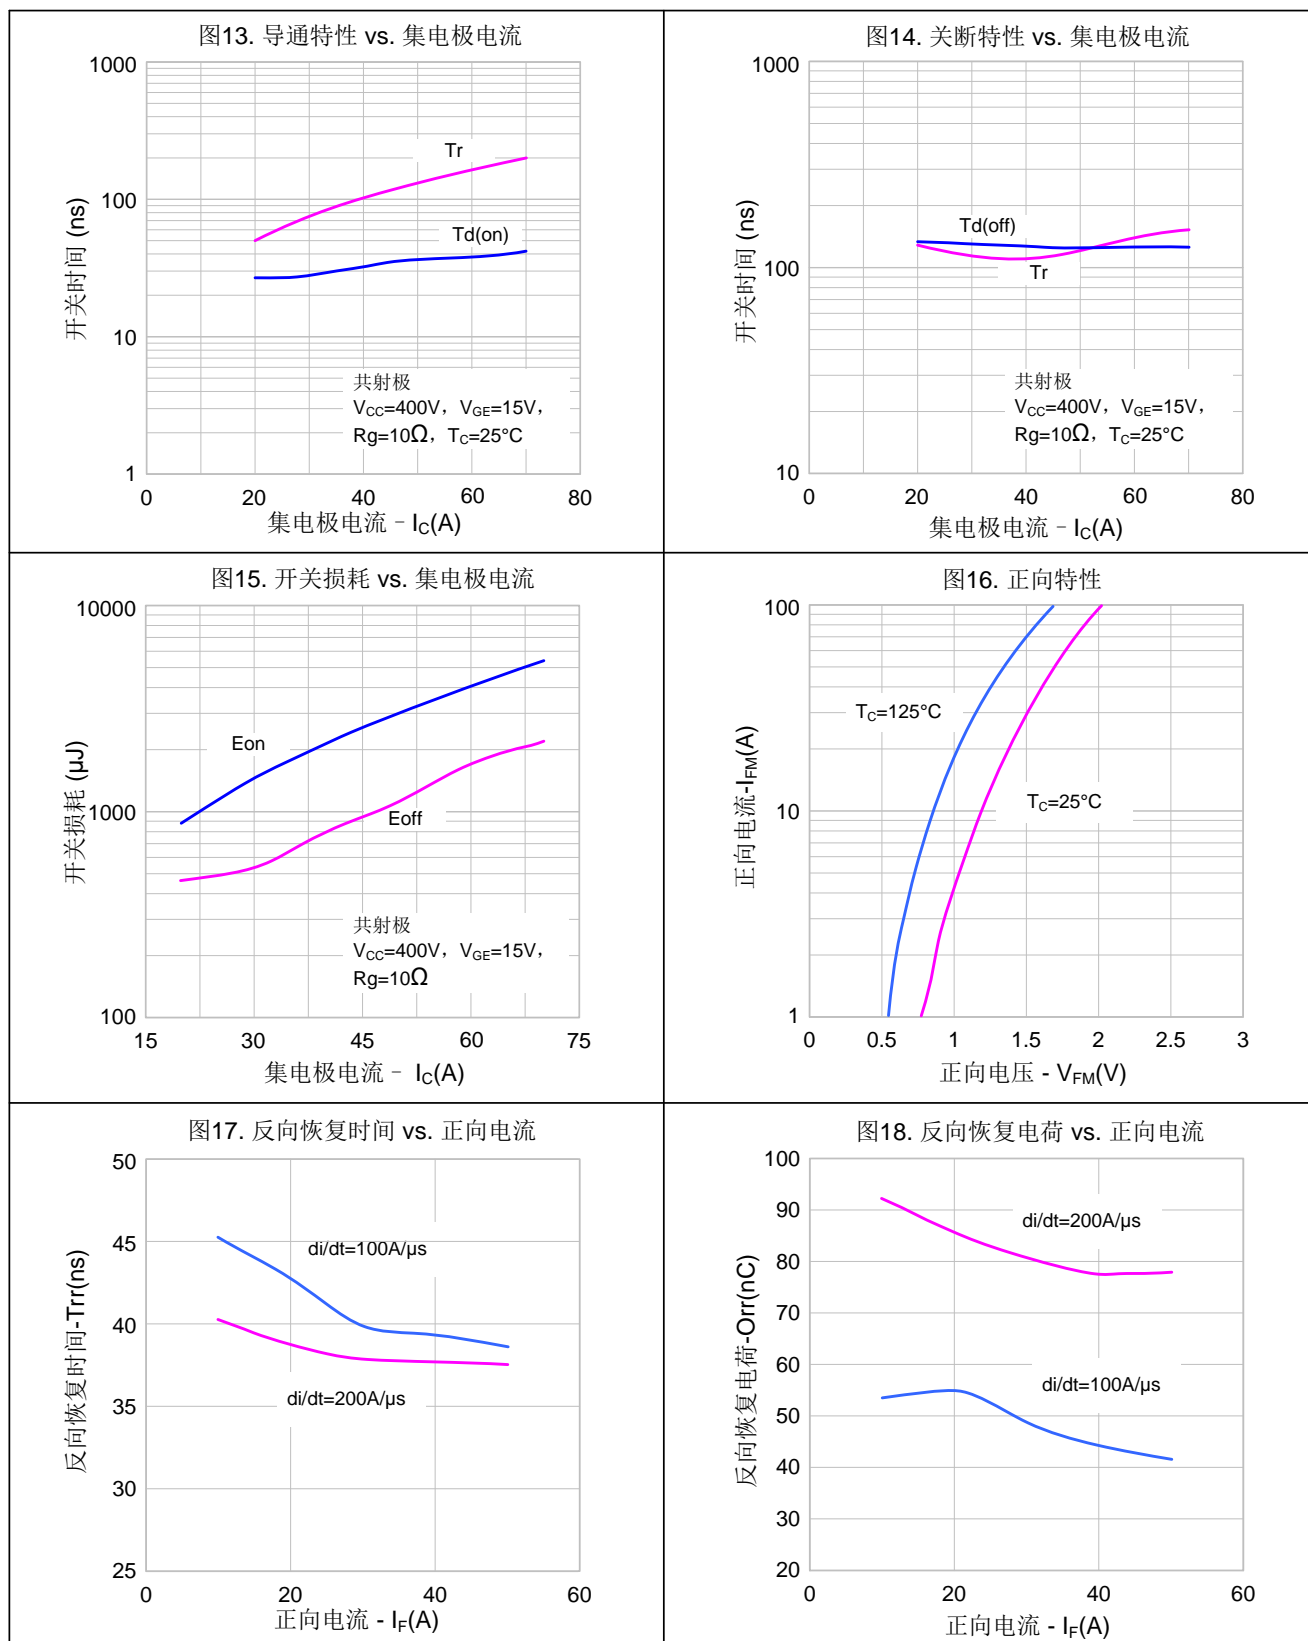 图13. 导通特性 vs. 集电极电流
1000
100
10
1
开关时间 (ns)
Tr
Td(on)
共射极
VCC=400V，VGE=15V，
Rg=10Ω，TC=25°C
0 20 40 60 80
集电极电流 - IC(A)
图14. 关断特性 vs. 集电极电流
1000
100
10
开关时间 (ns)
Td(off)
Tr
共射极
VCC=400V，VGE=15V，
Rg=10Ω，TC=25°C
0 20 40 60 80
集电极电流 - IC(A)
图15. 开关损耗 vs. 集电极电流
10000
1000
100
开关损耗 (µJ)
Eon
Eoff
共射极
VCC=400V，VGE=15V，
Rg=10Ω
15 30 45 60 75
集电极电流 - IC(A)
图16. 正向特性
100
10
1
正向电流-IFM(A)
TC=125°C
TC=25°C
0 0.5 1 1.5 2 2.5 3
正向电压 - VFM(V)
图17. 反向恢复时间 vs. 正向电流
50
45
40
35
30
25
反向恢复时间-Trr(ns)
di/dt=100A/µs
di/dt=200A/µs
0 20 40 60
正向电流 - IF(A)
图18. 反向恢复电荷 vs. 正向电流
100
90
80
70
60
50
40
30
20
反向恢复电荷-Orr(nC)
di/dt=200A/µs
di/dt=100A/µs
0 20 40 60
正向电流 - IF(A)